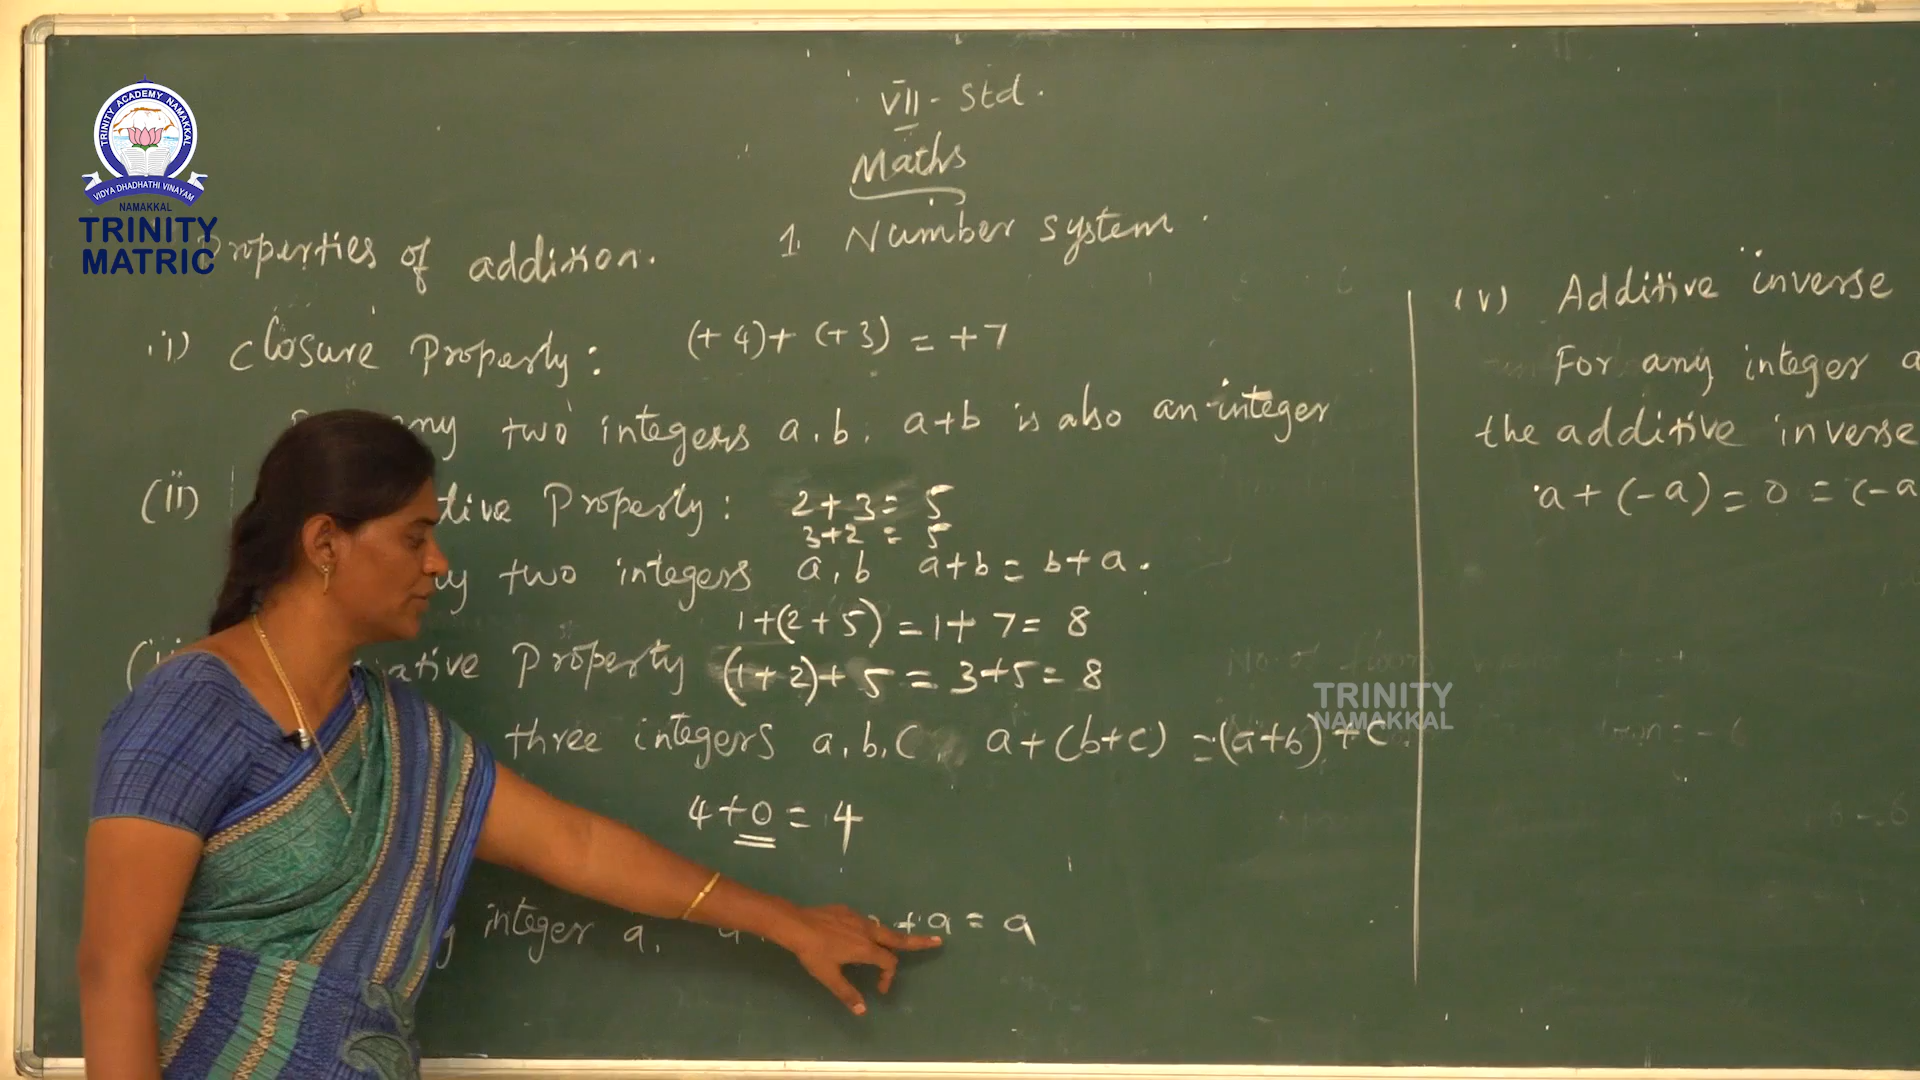 TRINITY ACADEMY NAMAKKAL
VIDYA DHADHATHI VINAYAM
NAMAKKAL
TRINITY
MATRIC
VII - Std.
Maths
1. Number system.
Properties of addition.
i) closure Property: (+4)+ (+3) = +7
any two integers a, b, a+b is also an integer
(ii) Property: 2+3= 5
3+2 = 5
two integers a, b a+b = b+a.
1+(2+5) = 1+ 7= 8
Property (1+2)+5 = 3+5=8
three integers a, b, c, a+(b+c) =(a+b)+c
4+0 = 4
integer a, +a = a
(v) Additive inverse
For any integer a
the additive inverse
a+(-a) = 0 = (-a
TRINITY
NAMAKKAL